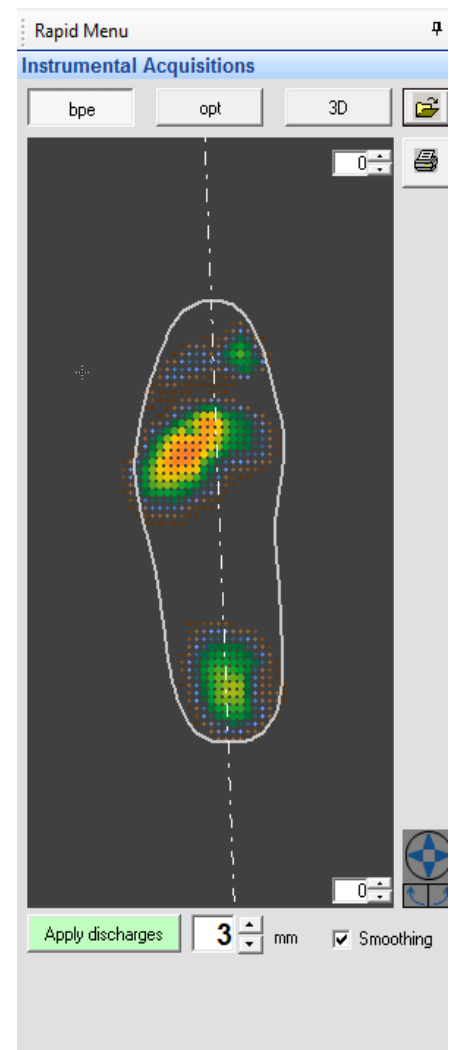 Rapid Menu
Instrumental Acquisitions
bpe opt 3D
0
0
Apply discharges 3 mm Smoothing